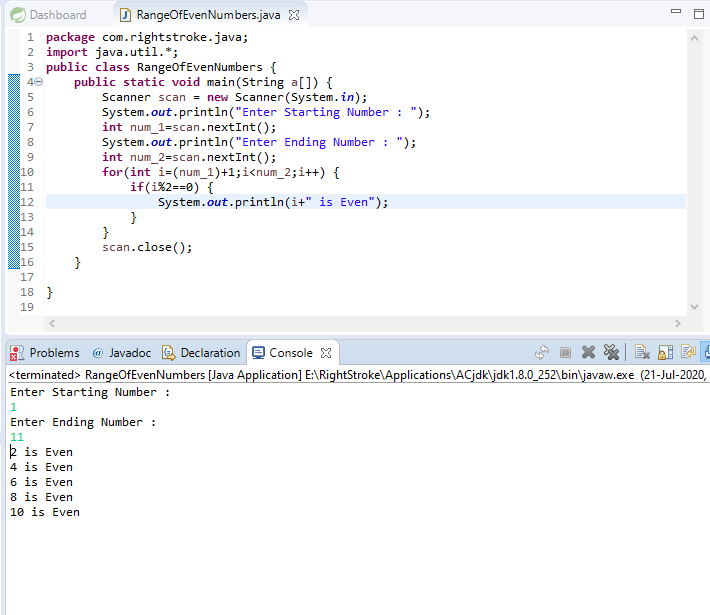 Dashboard RangeOfEvenNumbers.java
1 package com.rightstroke.java;
2 import java.util.*;
3 public class RangeOfEvenNumbers {
4 public static void main(String a[]) {
5 Scanner scan = new Scanner(System.in);
6 System.out.println("Enter Starting Number : ");
7 int num_1=scan.nextInt();
8 System.out.println("Enter Ending Number : ");
9 int num_2=scan.nextInt();
10 for(int i=(num_1)+1;i<num_2;i++) {
11 if(i%2==0) {
12 System.out.println(i+" is Even");
13 }
14 }
15 scan.close();
16 }
17
18 }
19
Problems @ Javadoc Declaration Console
<terminated> RangeOfEvenNumbers [Java Application] E:\RightStroke\Applications\ACjdk\jdk1.8.0_252\bin\javaw.exe (21-Jul-2020,
Enter Starting Number :
1
Enter Ending Number :
11
2 is Even
4 is Even
6 is Even
8 is Even
10 is Even